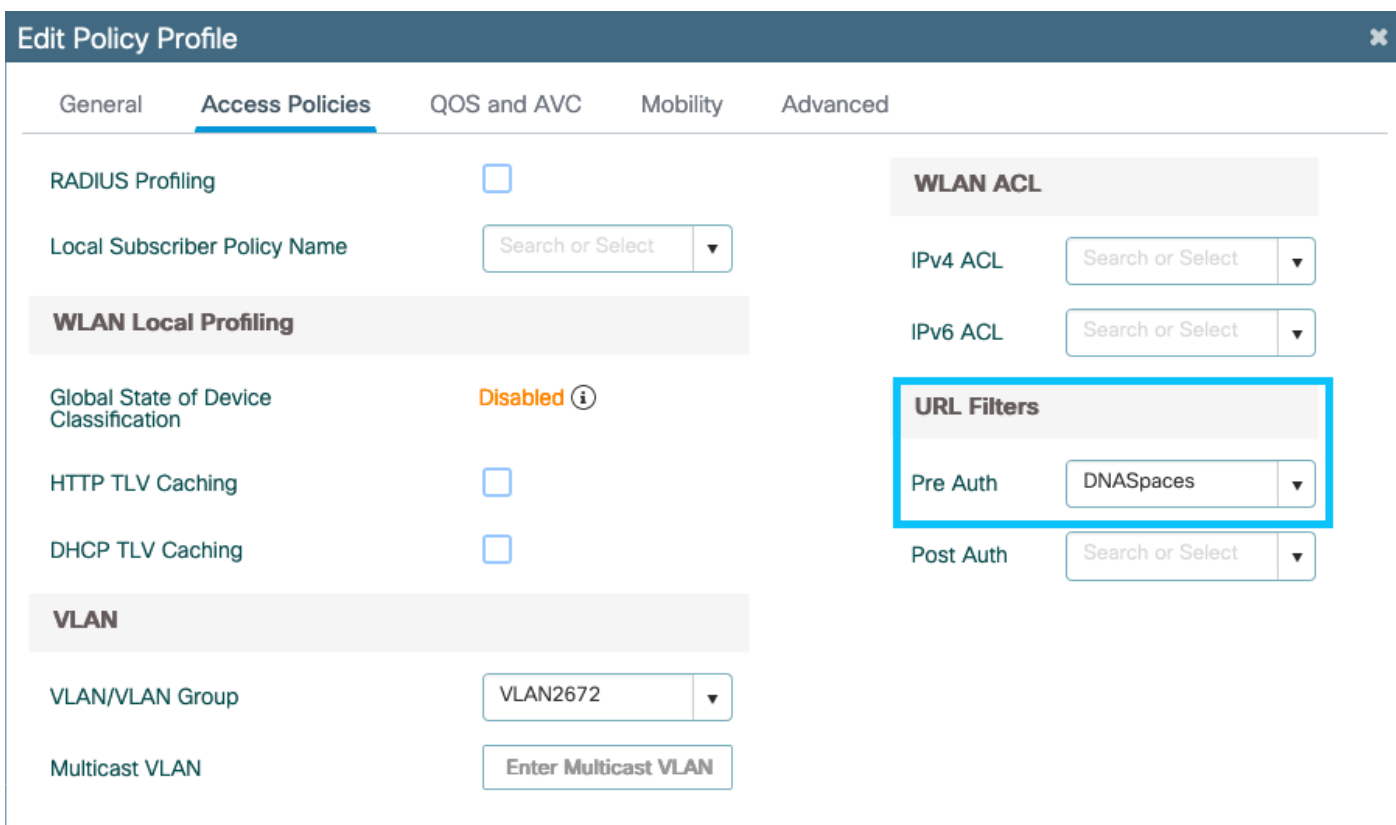 Edit Policy Profile
General Access Policies QOS and AVC Mobility Advanced
RADIUS Profiling
Local Subscriber Policy Name Search or Select
WLAN Local Profiling
Global State of Device
Classification
Disabled
HTTP TLV Caching
DHCP TLV Caching
VLAN
VLAN/VLAN Group VLAN2672
Multicast VLAN Enter Multicast VLAN
WLAN ACL
IPv4 ACL Search or Select
IPv6 ACL Search or Select
URL Filters
Pre Auth DNASpaces
Post Auth Search or Select